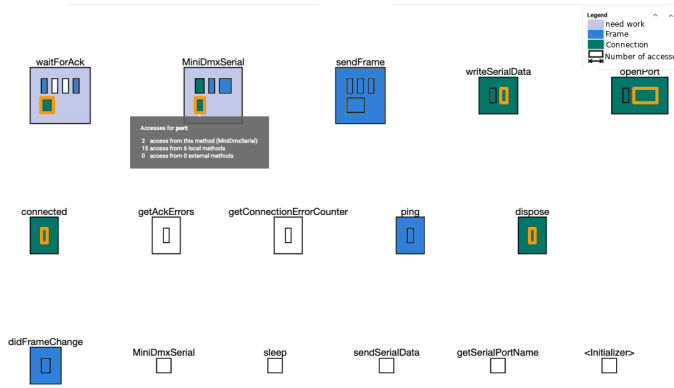 Legend
need work
Frame
Connection
Number of accesse
waitForAck
MiniDmxSerial
sendFrame
writeSerialData
openPort
Accesses for port:
2 access from this method (MiniDmxSerial)
15 access from 6 local methods
0 access from 0 external methods
connected
getAckErrors
getConnectionErrorCounter
ping
dispose
didFrameChange
MiniDmxSerial
sleep
sendSerialData
getSerialPortName
<Initializer>